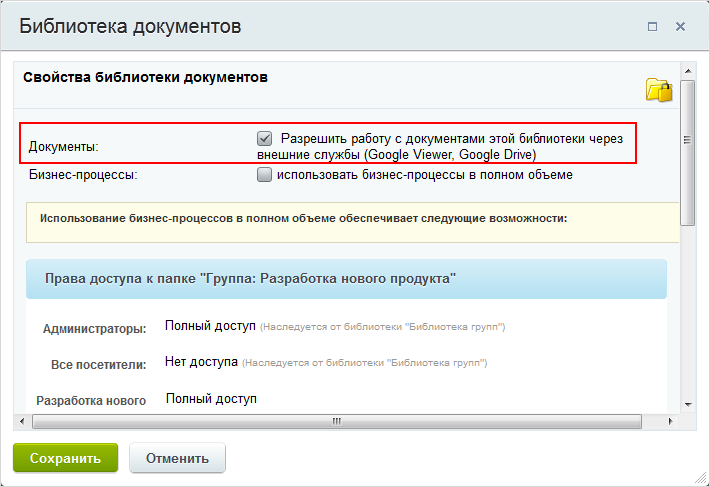 Библиотека документов
Свойства библиотеки документов
Документы:
Разрешить работу с документами этой библиотеки через
внешние службы (Google Viewer, Google Drive)
Бизнес-процессы:
использовать бизнес-процессы в полном объеме
Использование бизнес-процессов в полном объеме обеспечивает следующие возможности:
Права доступа к папке "Группа: Разработка нового продукта"
Администраторы: Полный доступ (Наследуется от библиотеки "Библиотека групп")
Все посетители: Нет доступа (Наследуется от библиотеки "Библиотека групп")
Разработка нового Полный доступ
Сохранить Отменить